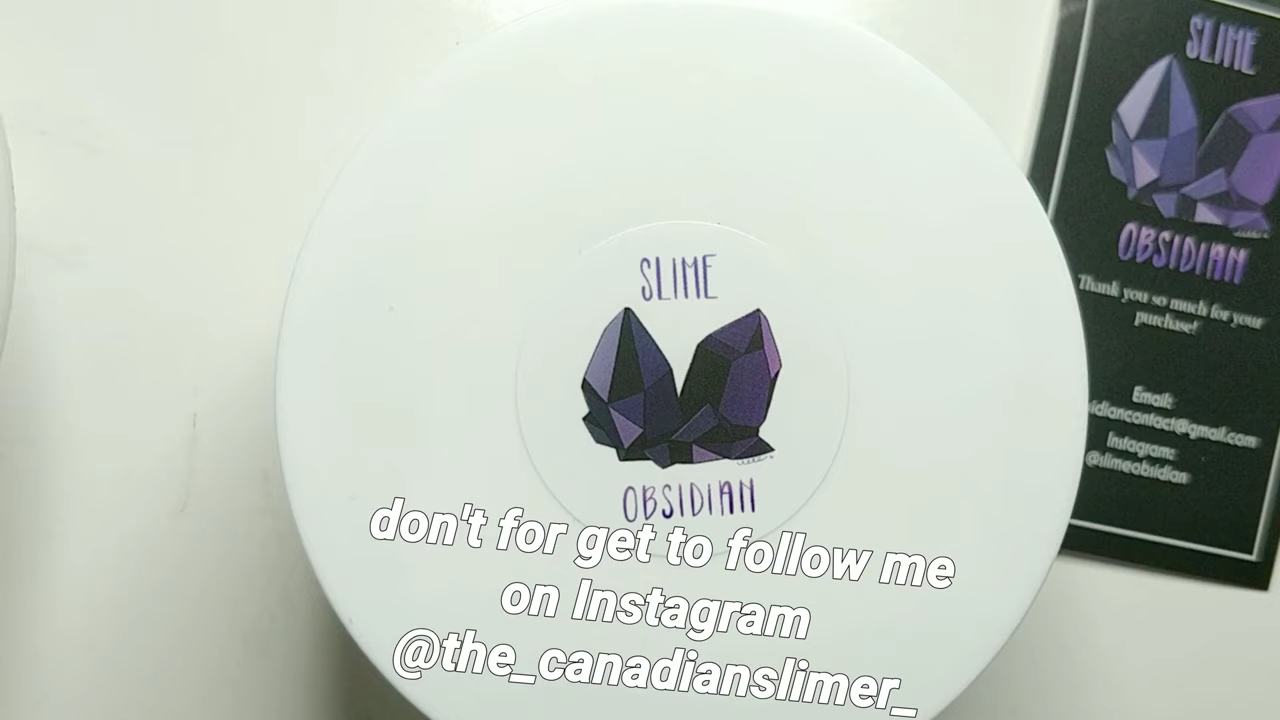 SLIME
OBSIDIAN
don't for get to follow me
on Instagram
@the_canadianslimer_
SLIME
OBSIDIAN
Thank you so much for your
purchase!
Email:
Instagram:
@slimeobsidian